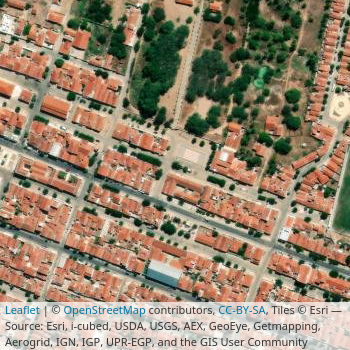 Leaflet | © OpenStreetMap contributors, CC-BY-SA, Tiles © Esri —
Source: Esri, i-cubed, USDA, USGS, AEX, GeoEye, Getmapping,
Aerogrid, IGN, IGP, UPR-EGP, and the GIS User Community